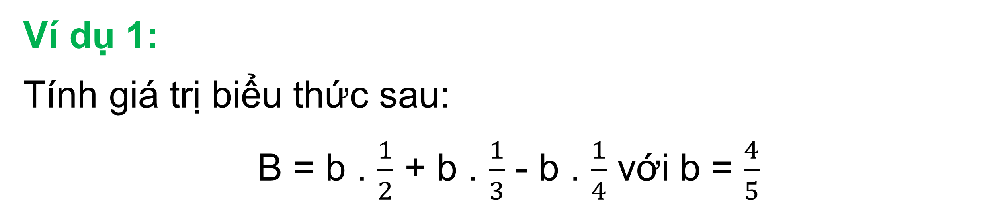 Ví dụ 1:
Tính giá trị biểu thức sau:
B = b . 1/2 + b . 1/3 - b . 1/4 với b = 4/5